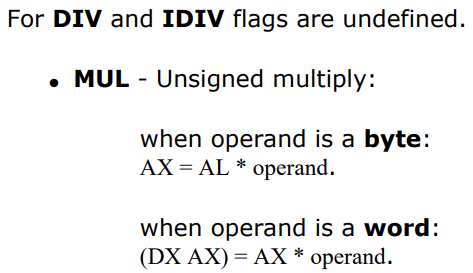 For DIV and IDIV flags are undefined.
• MUL - Unsigned multiply:
when operand is a byte:
AX = AL * operand.
when operand is a word:
(DX AX) = AX * operand.